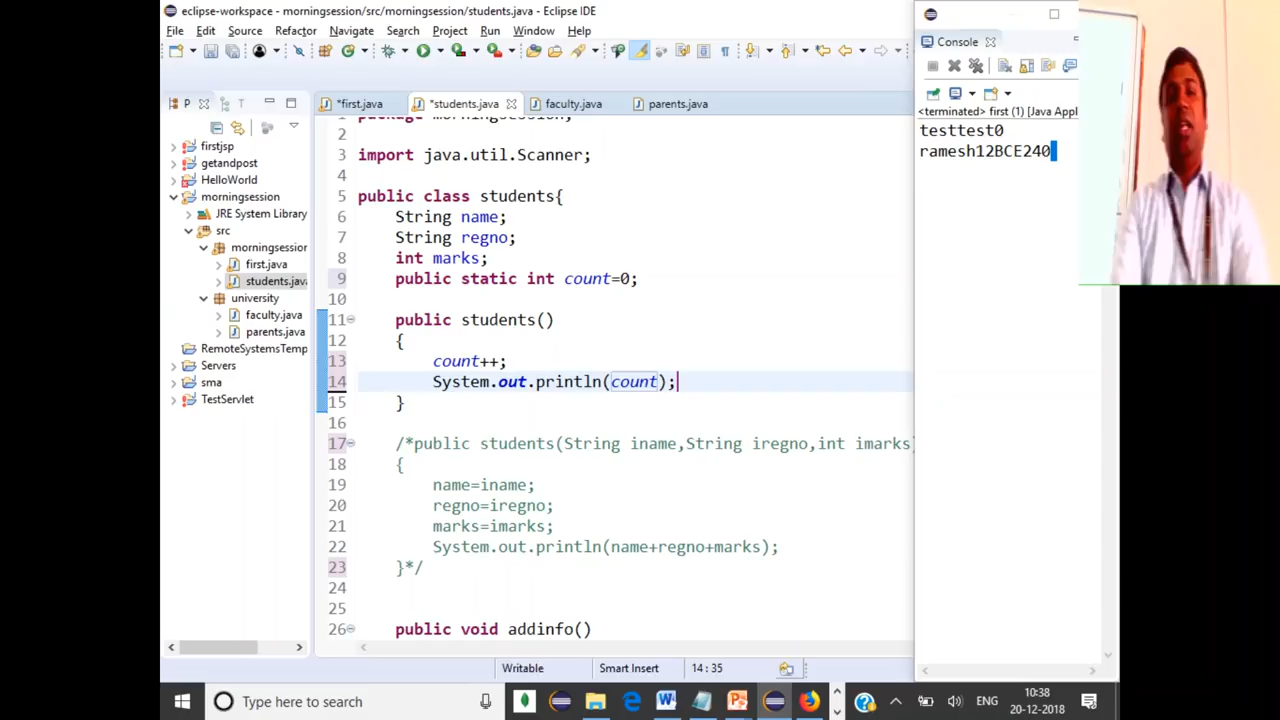 eclipse-workspace - morningsession/src/morningsession/students.java - Eclipse IDE
File Edit Source Refactor Navigate Search Project Run Window Help
P T
*first.java *students.java faculty.java parents.java
firstjsp
getandpost
HelloWorld
morningsession
JRE System Library
src
morningsession
first.java
students.java
university
faculty.java
parents.java
RemoteSystemsTemp
Servers
sma
TestServlet
1 package morningsession;
2
3 import java.util.Scanner;
4
5 public class students{
6 String name;
7 String regno;
8 int marks;
9 public static int count=0;
10
11 public students()
12 {
13 count++;
14 System.out.println(count);
15 }
16
17 /*public students(String iname,String iregno,int imarks)
18 {
19 name=iname;
20 regno=iregno;
21 marks=imarks;
22 System.out.println(name+regno+marks);
23 }*/
24
25
26 public void addinfo()
Writable Smart Insert 14 : 35
Console
<terminated> first (1) [Java Appl
testtest0
ramesh12BCE240
Type here to search
ENG
10:38
20-12-2018